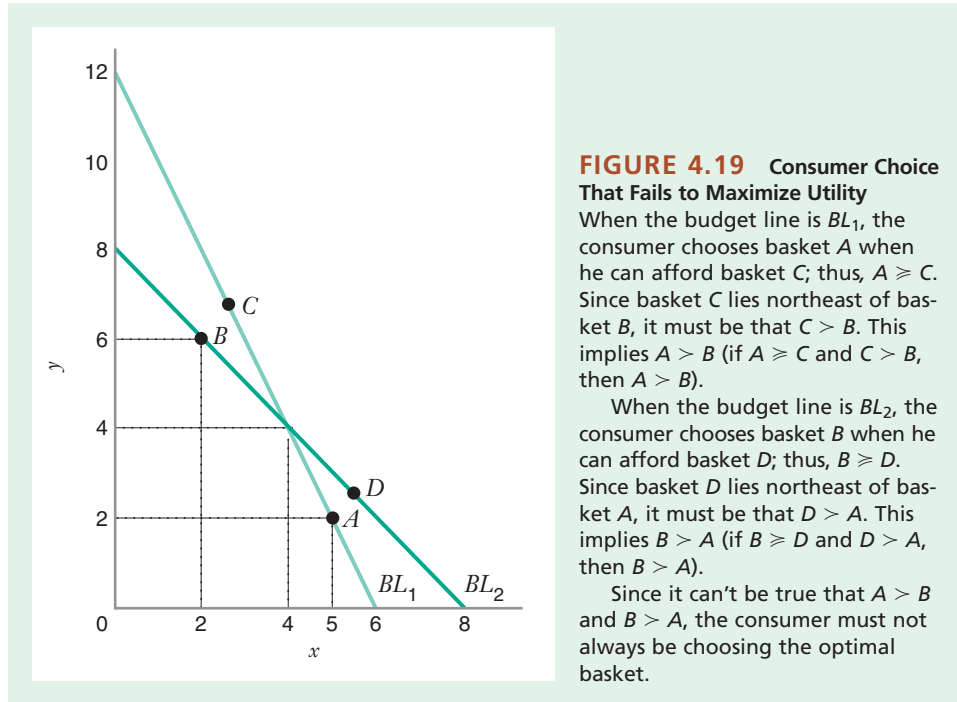 12
10
8
6
4
2
0
2
4
5
6
8
y
x
C
B
D
A
BL1
BL2
FIGURE 4.19 Consumer Choice
That Fails to Maximize Utility
When the budget line is BL₁, the
consumer chooses basket A when
he can afford basket C; thus, A ≽ C.
Since basket C lies northeast of bas-
ket B, it must be that C ≻ B. This
implies A ≻ B (if A ≽ C and C ≻ B,
then A ≻ B).
When the budget line is BL₂, the
consumer chooses basket B when he
can afford basket D; thus, B ≽ D.
Since basket D lies northeast of bas-
ket A, it must be that D ≻ A. This
implies B ≻ A (if B ≽ D and D ≻ A,
then B ≻ A).
Since it can't be true that A ≻ B
and B ≻ A, the consumer must not
always be choosing the optimal
basket.